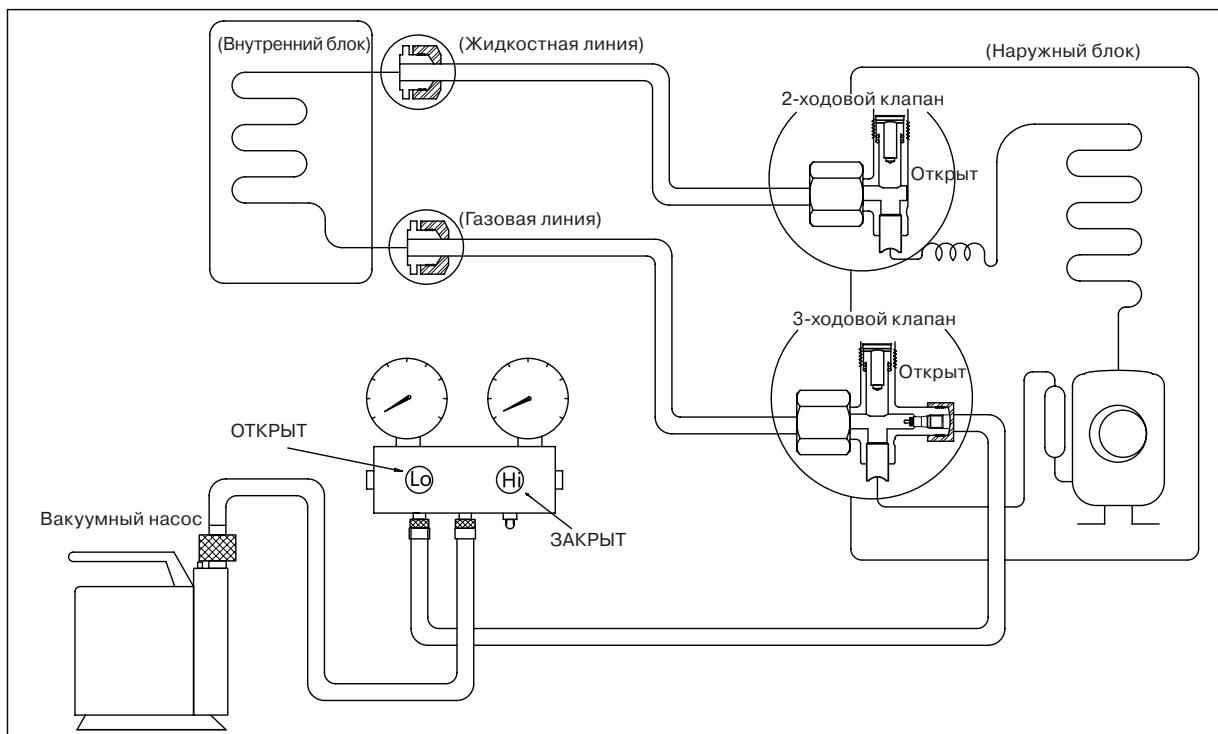 (Внутренний блок)
(Жидкостная линия)
(Наружный блок)
2-ходовой клапан
Открыт
(Газовая линия)
3-ходовой клапан
Открыт
ОТКРЫТ
Lo
Hi
Вакуумный насос
ЗАКРЫТ